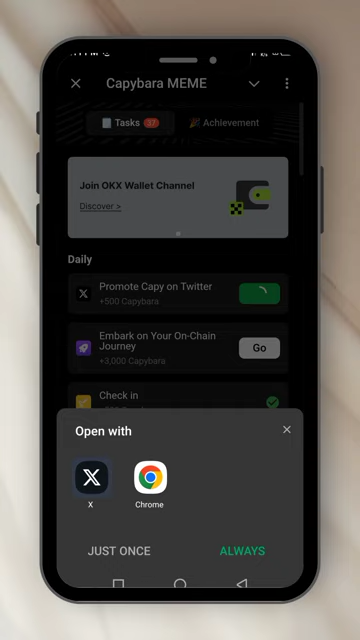 Capybara MEME
Tasks 37
Achievement
Join OKX Wallet Channel
Discover >
Daily
Promote Capy on Twitter
+500 Capybara
Embark on Your On-Chain
Journey
+3,000 Capybara
Go
Check in
Open with
X
Chrome
JUST ONCE
ALWAYS